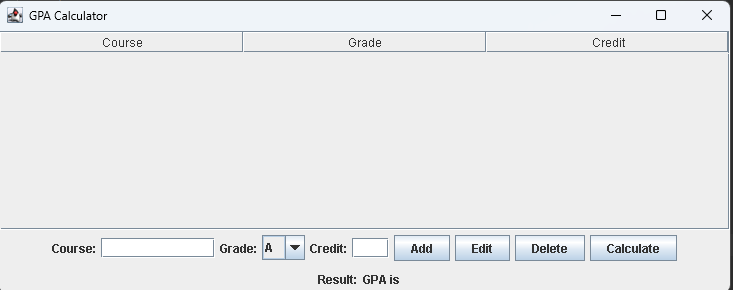 GPA Calculator
Course Grade Credit
Course: Grade: A Credit: Add Edit Delete Calculate
Result: GPA is